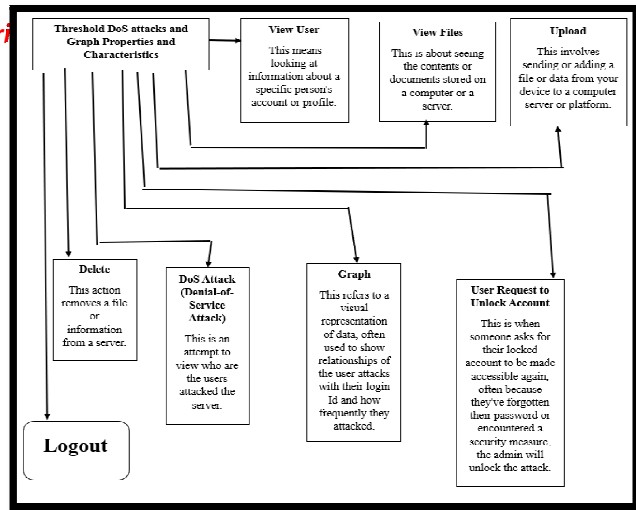 Threshold DoS attacks and
Graph Properties and
Characteristics
View User
This means
looking at
information about a
specific person's
account or profile.
View Files
This is about seeing
the contents or
documents stored on
a computer or a
server.
Upload
This involves
sending or adding a
file or data from your
device to a computer
server or platform.
Delete
This action
removes a file
or
information
from a server.
DoS Attack
(Denial-of-
Service
Attack)
This is an
attempt to
view who are
the users
attacked the
server.
Graph
This refers to a
visual
representation
of data, often
used to show
relationships of
the user attacks
with their login
Id and how
frequently they
attacked.
User Request to
Unlock Account
This is when
someone asks for
their locked
account to be made
accessible again,
often because
they've forgotten
their password or
encountered a
security measure.
the admin will
unlock the attack.
Logout